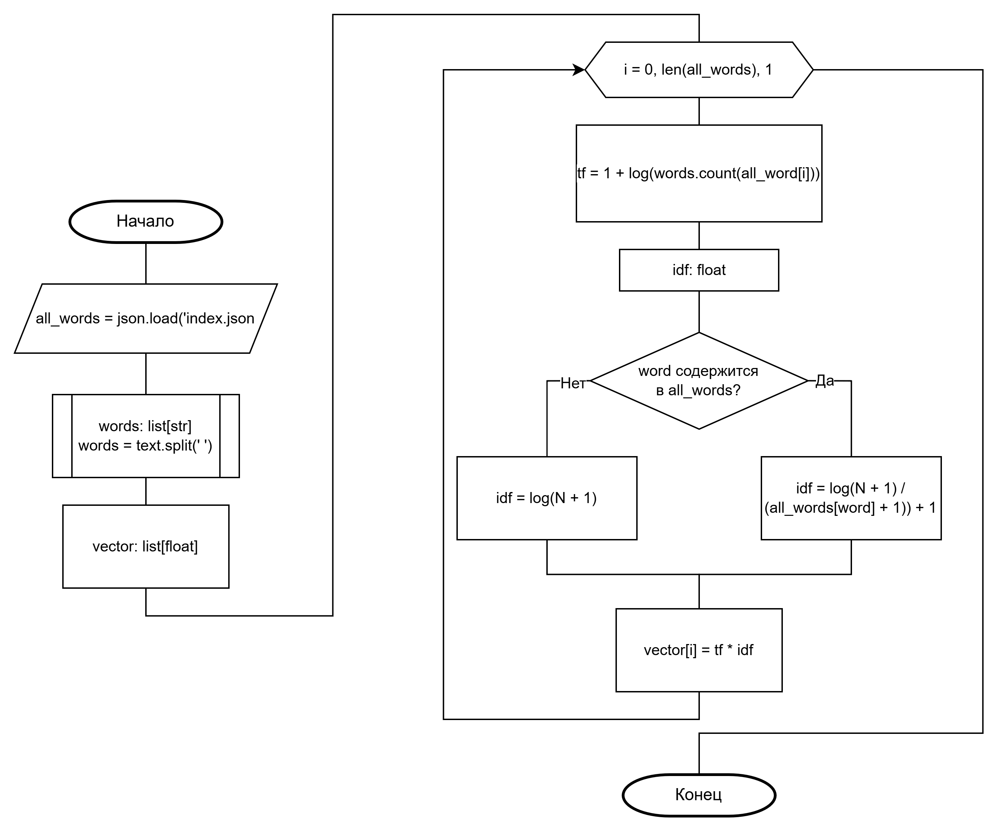 Начало
all_words = json.load('index.json
words: list[str]
words = text.split(' ')
vector: list[float]
i = 0, len(all_words), 1
tf = 1 + log(words.count(all_word[i]))
idf: float
word содержится
в all_words?
Нет
Да
idf = log(N + 1)
idf = log(N + 1) /
(all_words[word] + 1)) + 1
vector[i] = tf * idf
Конец